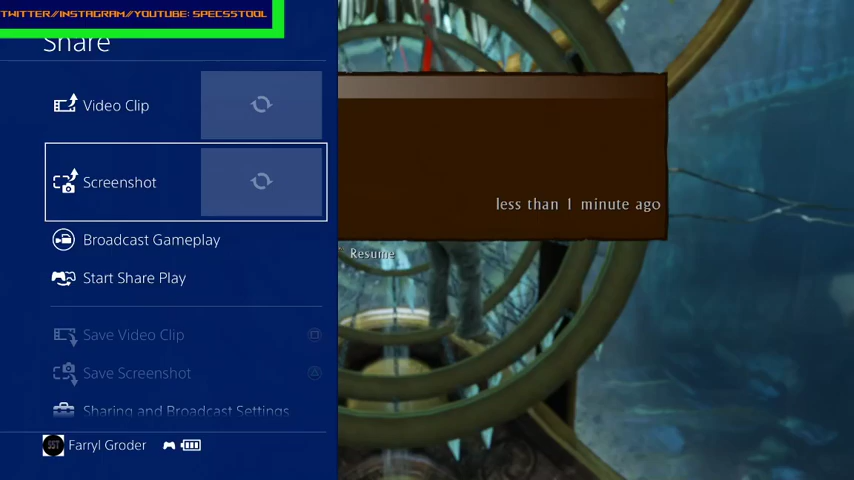 TWITTER/INSTAGRAM/YOUTUBE: SPECSSTOOL
Share
Video Clip
Screenshot
less than 1 minute ago
Broadcast Gameplay
Resume
Start Share Play
Save Video Clip
Save Screenshot
Sharing and Broadcast Settings
SST
Farryl Groder